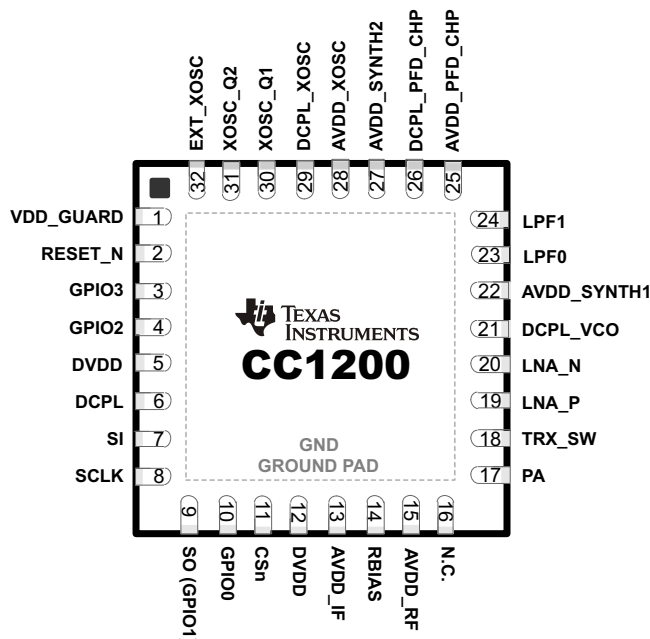 EXT_XOSC
XOSC_Q2
XOSC_Q1
DCPL_XOSC
AVDD_XOSC
AVDD_SYNTH2
DCPL_PFD_CHP
AVDD_PFD_CHP
32
31
30
29
28
27
26
25
VDD_GUARD 1
RESET_N 2
GPIO3 3
GPIO2 4
DVDD 5
DCPL 6
SI 7
SCLK 8
24 LPF1
23 LPF0
22 AVDD_SYNTH1
21 DCPL_VCO
20 LNA_N
19 LNA_P
18 TRX_SW
17 PA
TEXAS
INSTRUMENTS
CC1200
GND
GROUND PAD
9
10
11
12
13
14
15
16
SO (GPIO1
GPIO0
CSn
DVDD
AVDD_IF
RBIAS
AVDD_RF
N.C.